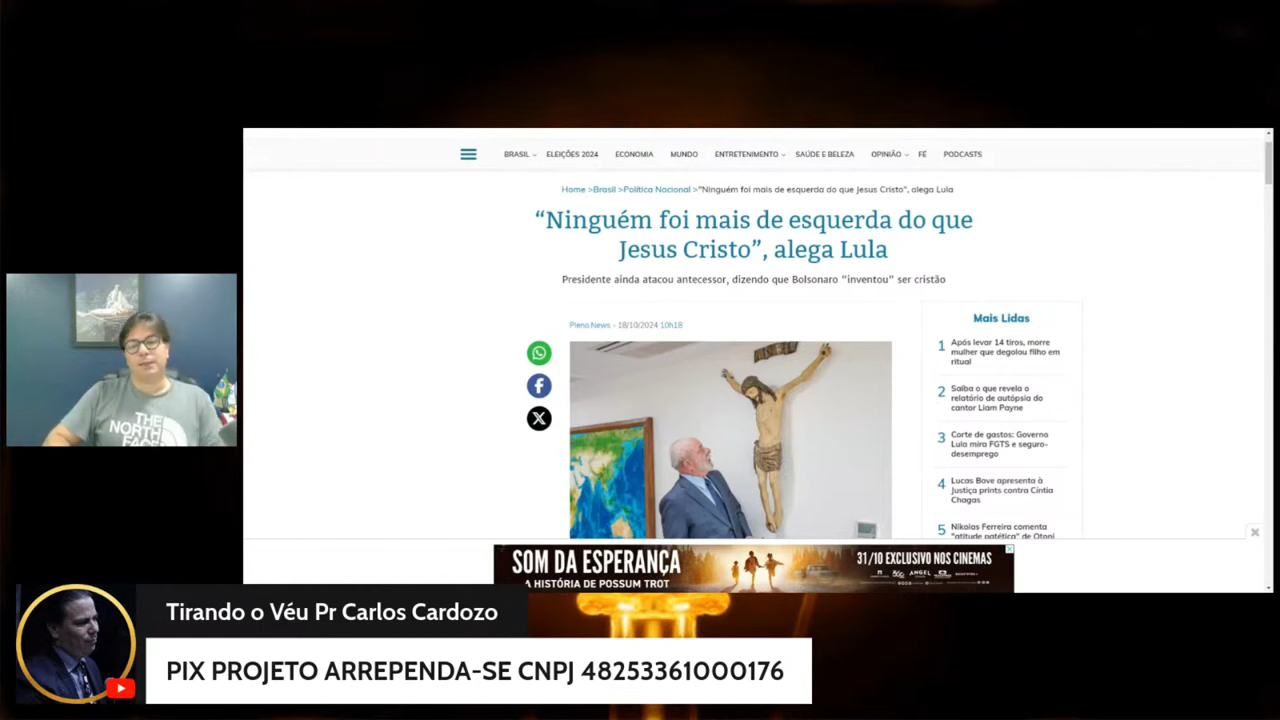 BRASIL
ELEIÇÕES 2024
ECONOMIA
MUNDO
ENTRETENIMENTO
SAÚDE E BELEZA
OPINIÃO
FÉ
PODCASTS
Home >Brasil >Política Nacional >"Ninguém foi mais de esquerda do que Jesus Cristo", alega Lula
“Ninguém foi mais de esquerda do que
Jesus Cristo”, alega Lula
Presidente ainda atacou antecessor, dizendo que Bolsonaro "inventou" ser cristão
Pleno.News - 18/10/2024 10h18
Mais Lidas
1 Após levar 14 tiros, morre
mulher que degolou filho em
ritual
2 Saiba o que revela o
relatório de autópsia do
cantor Liam Payne
3 Corte de gastos: Governo
Lula mira FGTS e seguro-
desemprego
4 Lucas Bove apresenta à
Justiça prints contra Cíntia
Chagas
5 Nikolas Ferreira comenta
"atitude patética" de Otoni
THE
NORTH
FACE
SOM DA ESPERANÇA
A HISTÓRIA DE POSSUM TROT
31/10 EXCLUSIVO NOS CINEMAS
ANGEL
Tirando o Véu Pr Carlos Cardozo
PIX PROJETO ARREPENDA-SE CNPJ 48253361000176